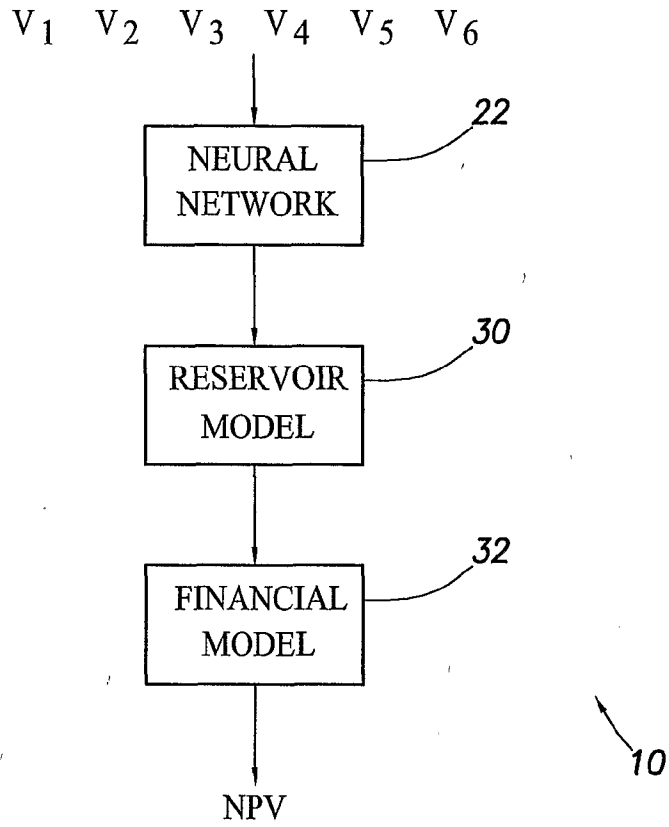 V1 V2 V3 V4 V5 V6
22
NEURAL
NETWORK
30
RESERVOIR
MODEL
32
FINANCIAL
MODEL
10
NPV